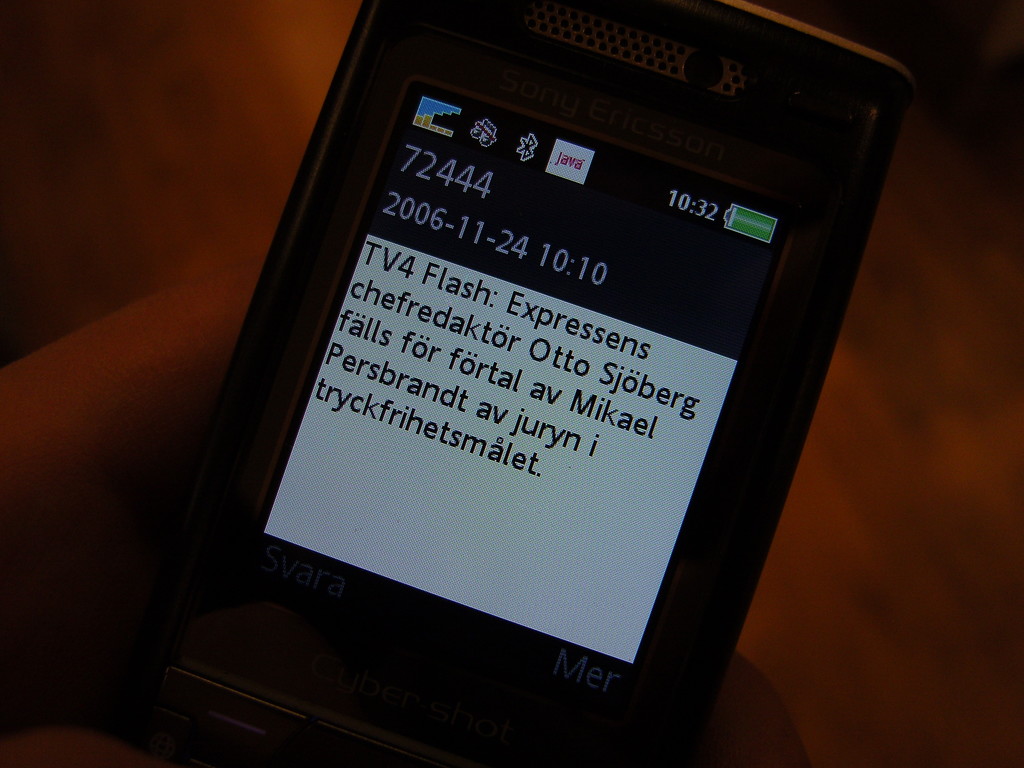 Sony Ericsson
Java
10:32
72444
2006-11-24 10:10
TV4 Flash: Expressens
chefredaktör Otto Sjöberg
fälls för förtal av Mikael
Persbrandt av juryn i
tryckfrihetsmålet.
Svara
Mer
Cyber-shot